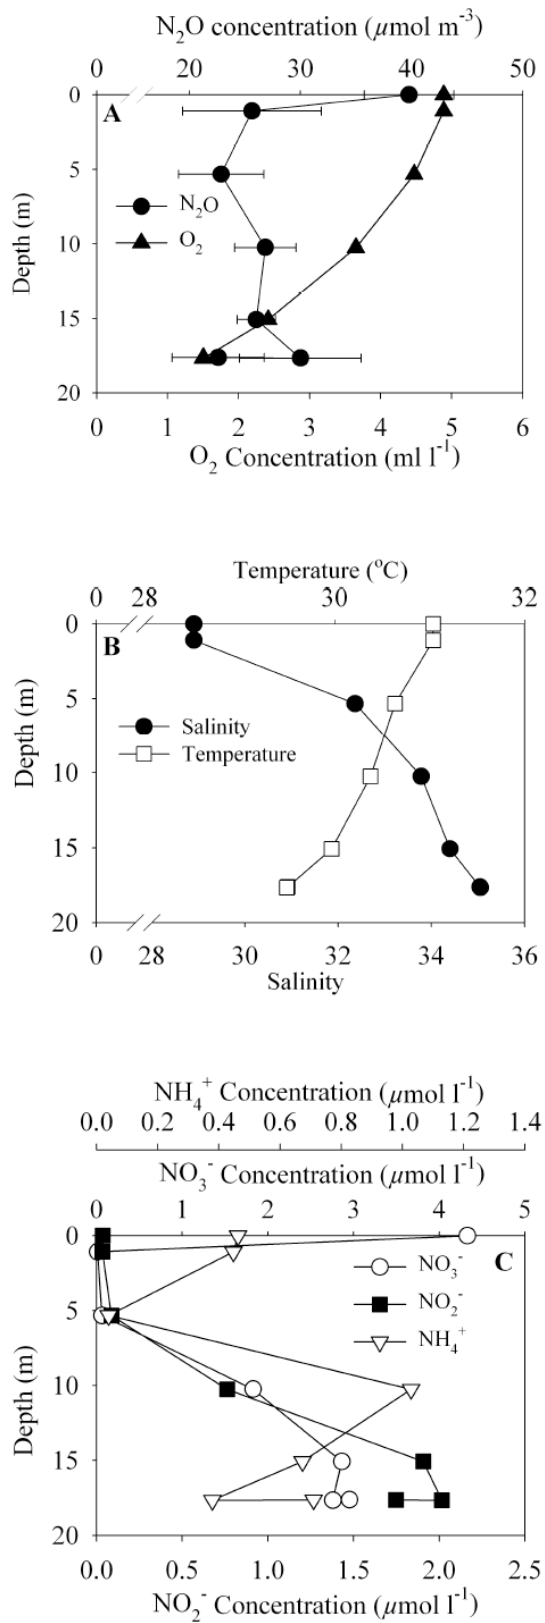 N₂O concentration (µmol m⁻³)
0 20 30 40 50
0
5
10
15
20
Depth (m)
A
N₂O
O₂
0 1 2 3 4 5 6
O₂ Concentration (ml l⁻¹)
Temperature (°C)
0 28 30 32
0
5
10
15
20
Depth (m)
B
Salinity
Temperature
0 28 30 32 34 36
Salinity
NH₄⁺ Concentration (µmol l⁻¹)
0.0 0.2 0.4 0.6 0.8 1.0 1.2 1.4
NO₃⁻ Concentration (µmol l⁻¹)
0 1 2 3 4 5
0
5
10
15
20
Depth (m)
C
NO₃⁻
NO₂⁻
NH₄⁺
0.0 0.5 1.0 1.5 2.0 2.5
NO₂⁻ Concentration (µmol l⁻¹)